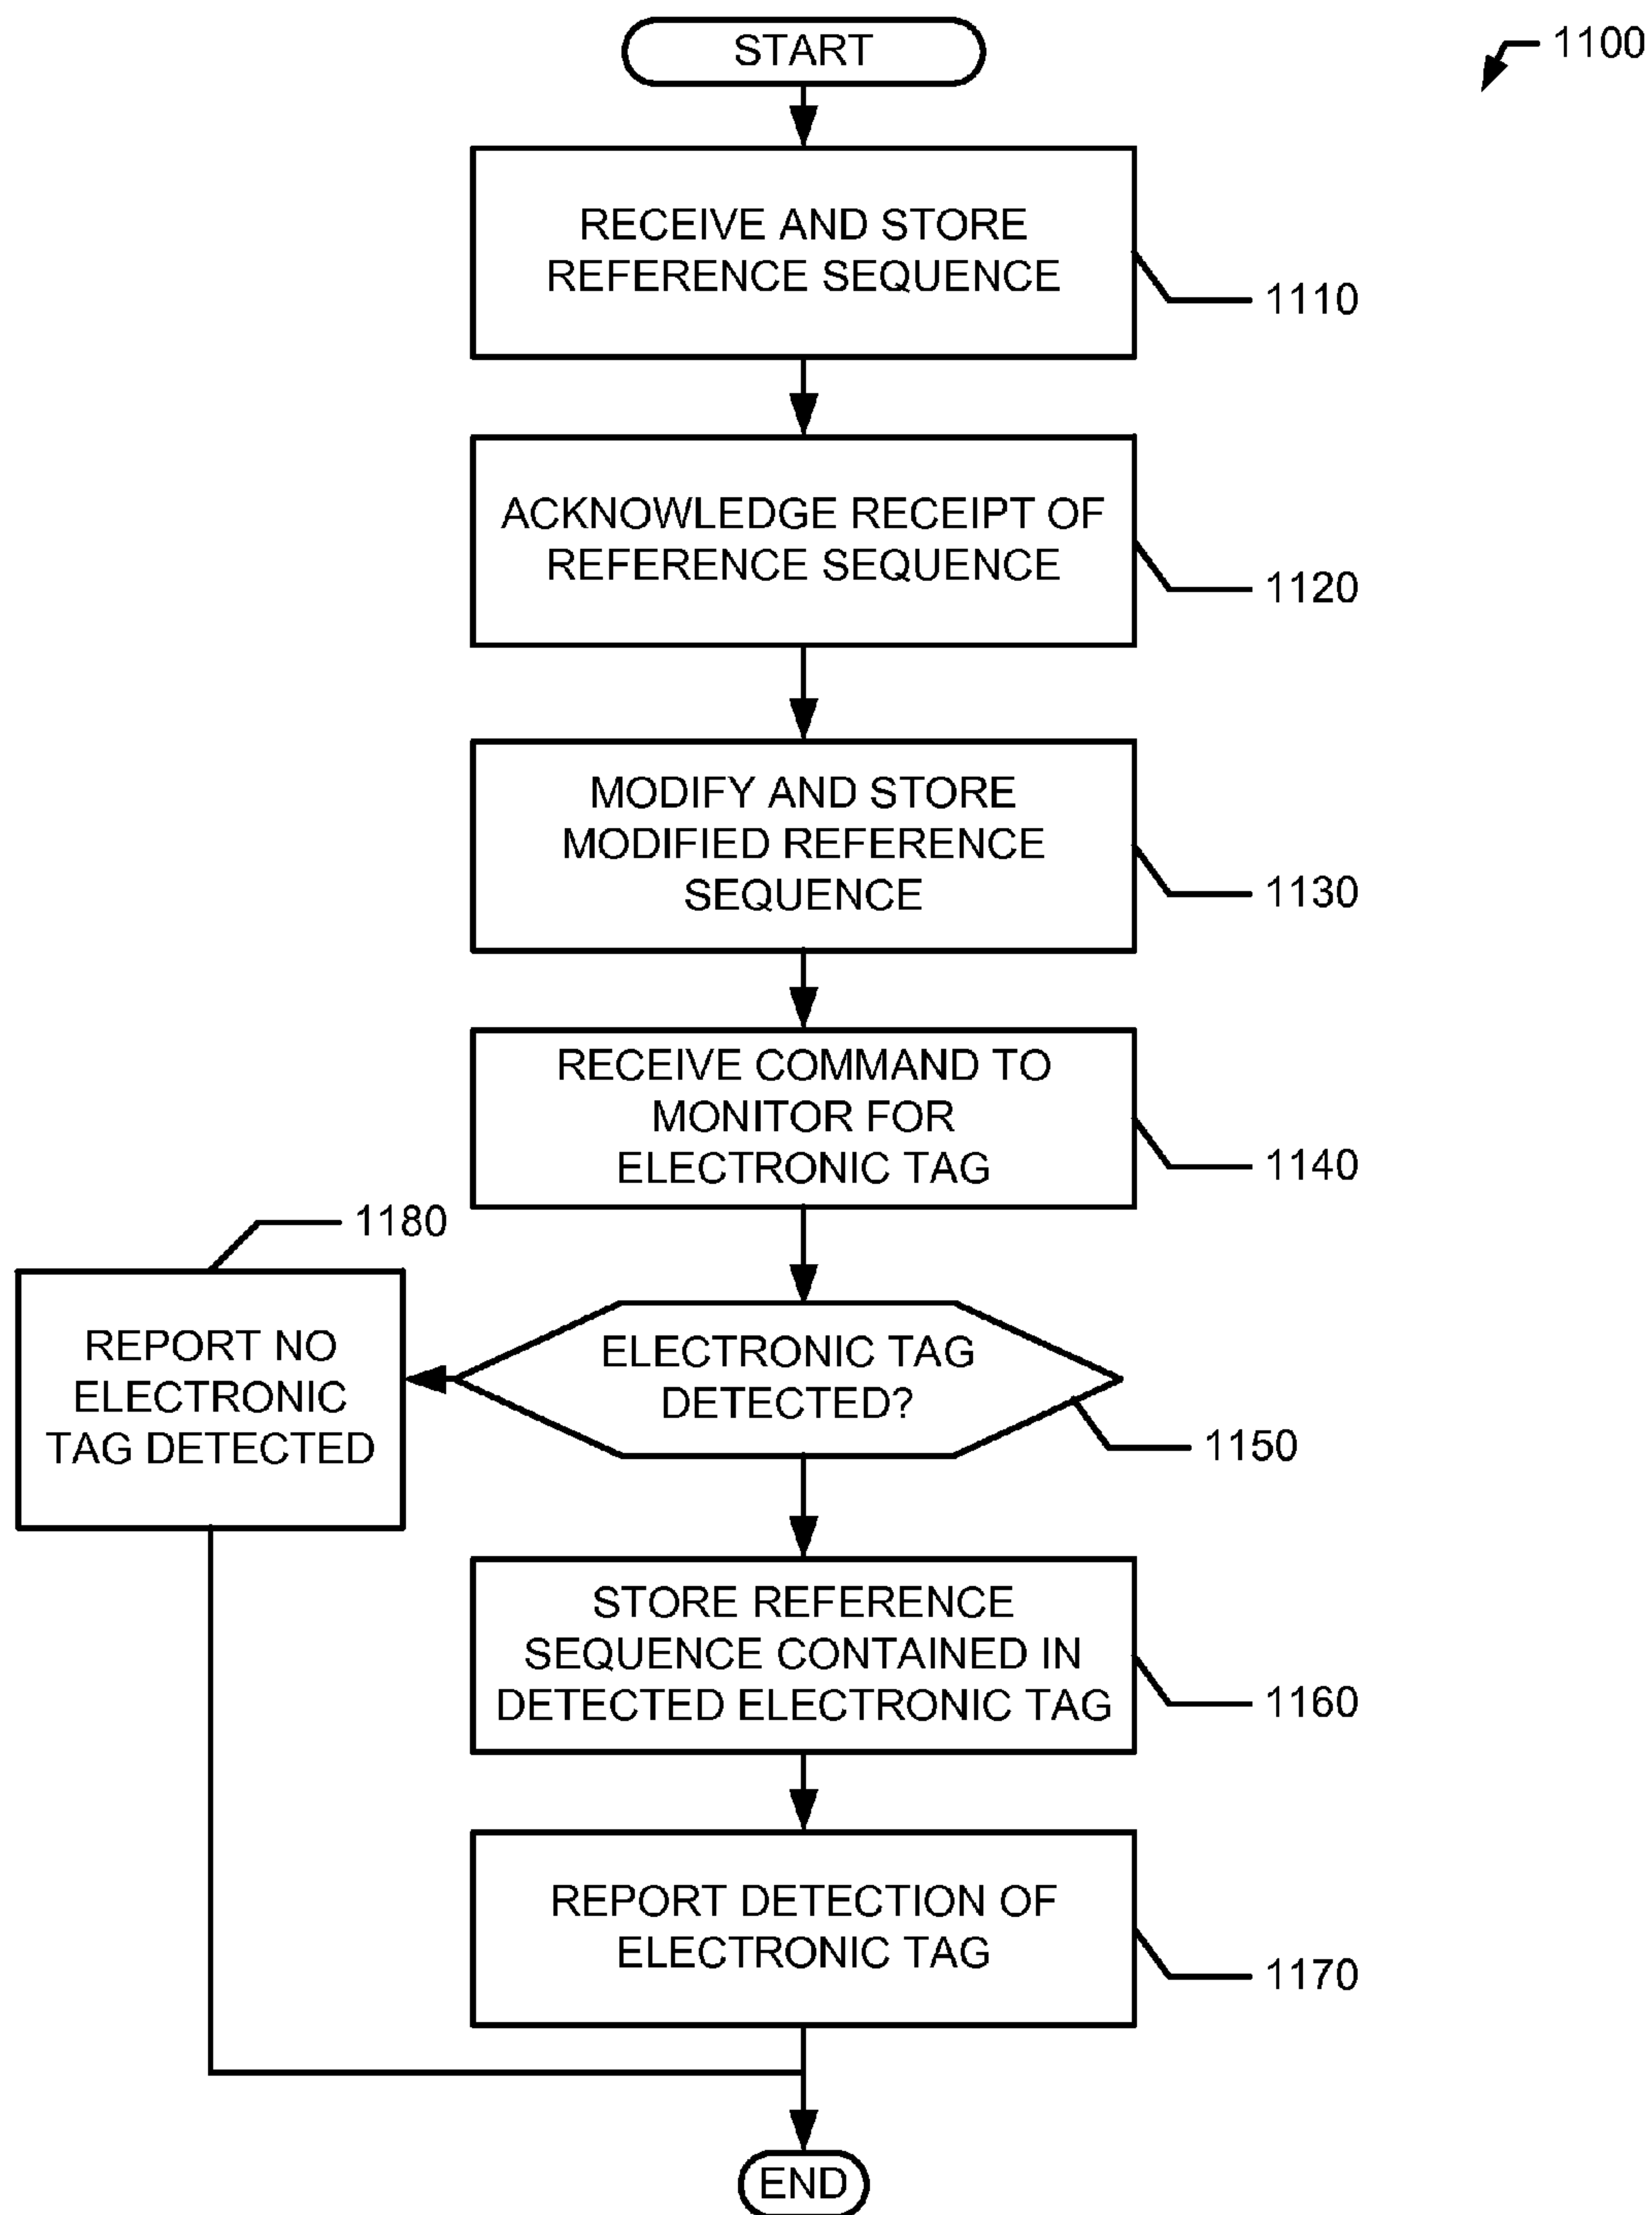 START
1100
RECEIVE AND STORE
REFERENCE SEQUENCE
1110
ACKNOWLEDGE RECEIPT OF
REFERENCE SEQUENCE
1120
MODIFY AND STORE
MODIFIED REFERENCE
SEQUENCE
1130
RECEIVE COMMAND TO
MONITOR FOR
ELECTRONIC TAG
1140
1180
REPORT NO
ELECTRONIC
TAG DETECTED
ELECTRONIC TAG
DETECTED?
1150
STORE REFERENCE
SEQUENCE CONTAINED IN
DETECTED ELECTRONIC TAG
1160
REPORT DETECTION OF
ELECTRONIC TAG
1170
END